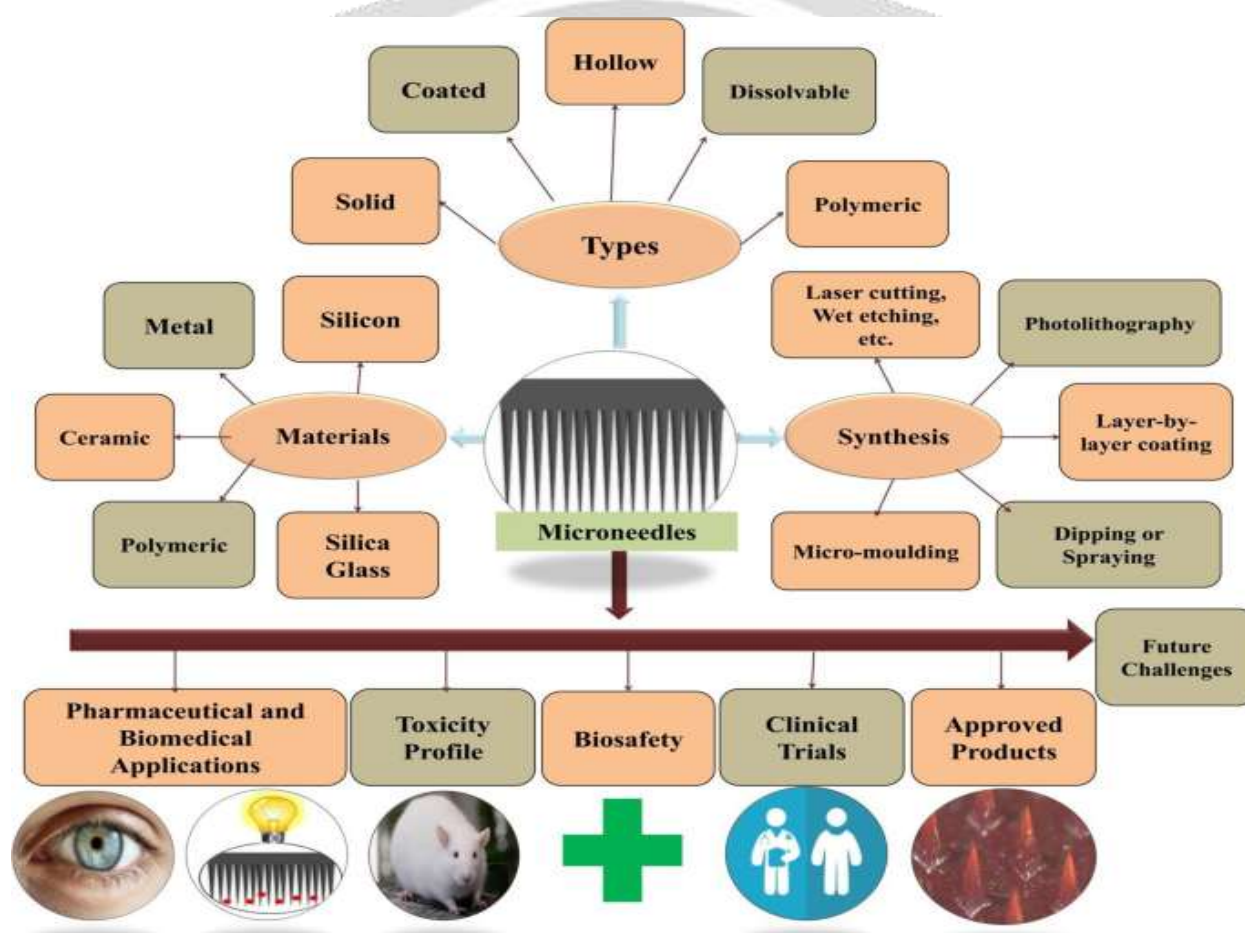 Hollow
Coated
Dissolvable
Solid
Polymeric
Types
Metal
Silicon
Ceramic
Materials
Polymeric
Silica
Glass
Microneedles
Laser cutting,
Wet etching,
etc.
Photolithography
Synthesis
Layer-by-
layer coating
Micro-moulding
Dipping or
Spraying
Future
Challenges
Pharmaceutical and
Biomedical
Applications
Toxicity
Profile
Biosafety
Clinical
Trials
Approved
Products